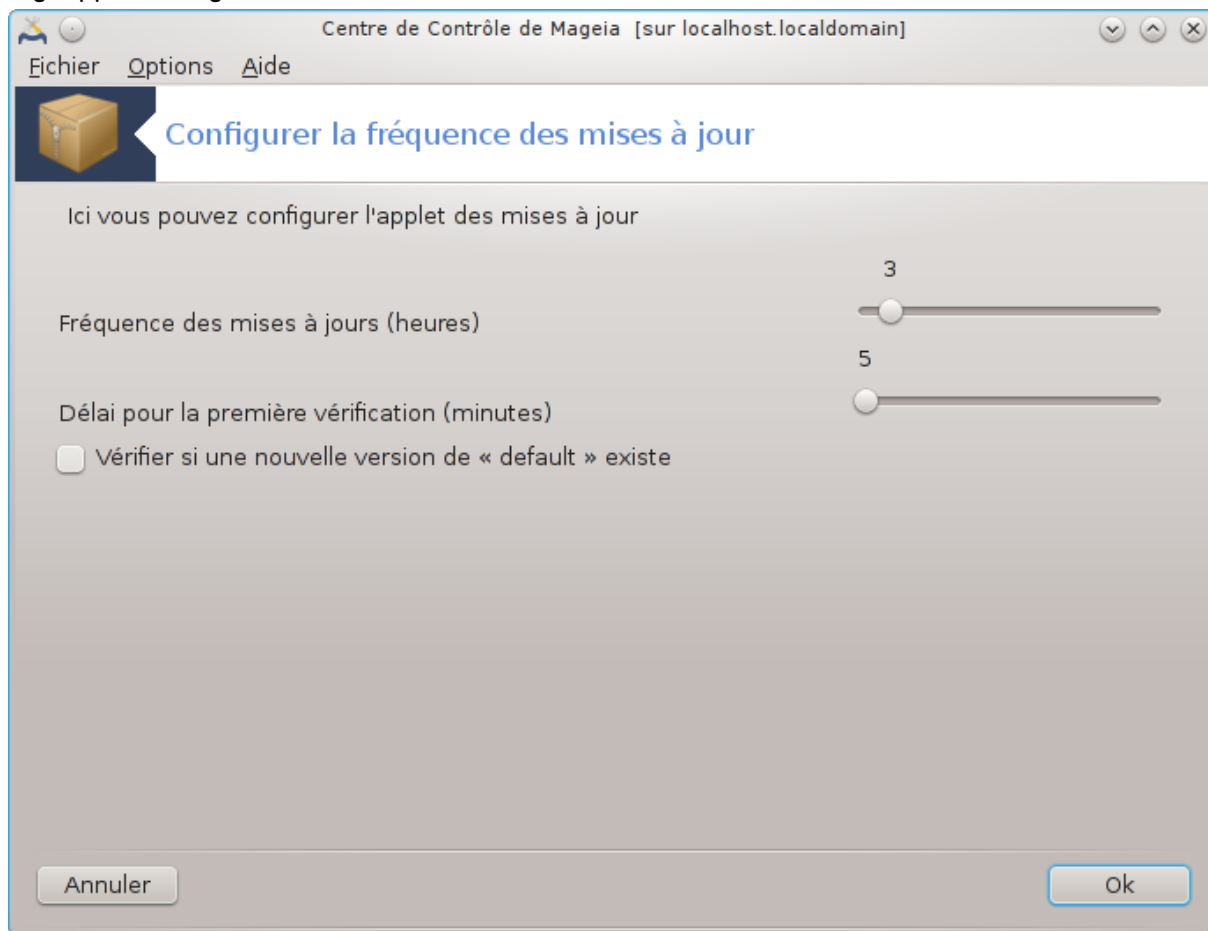 Centre de Contrôle de Mageia [sur localhost.localdomain]
Fichier Options Aide
Configurer la fréquence des mises à jour
Ici vous pouvez configurer l'applet des mises à jour
3
Fréquence des mises à jours (heures)
5
Délai pour la première vérification (minutes)
Vérifier si une nouvelle version de « default » existe
Annuler Ok